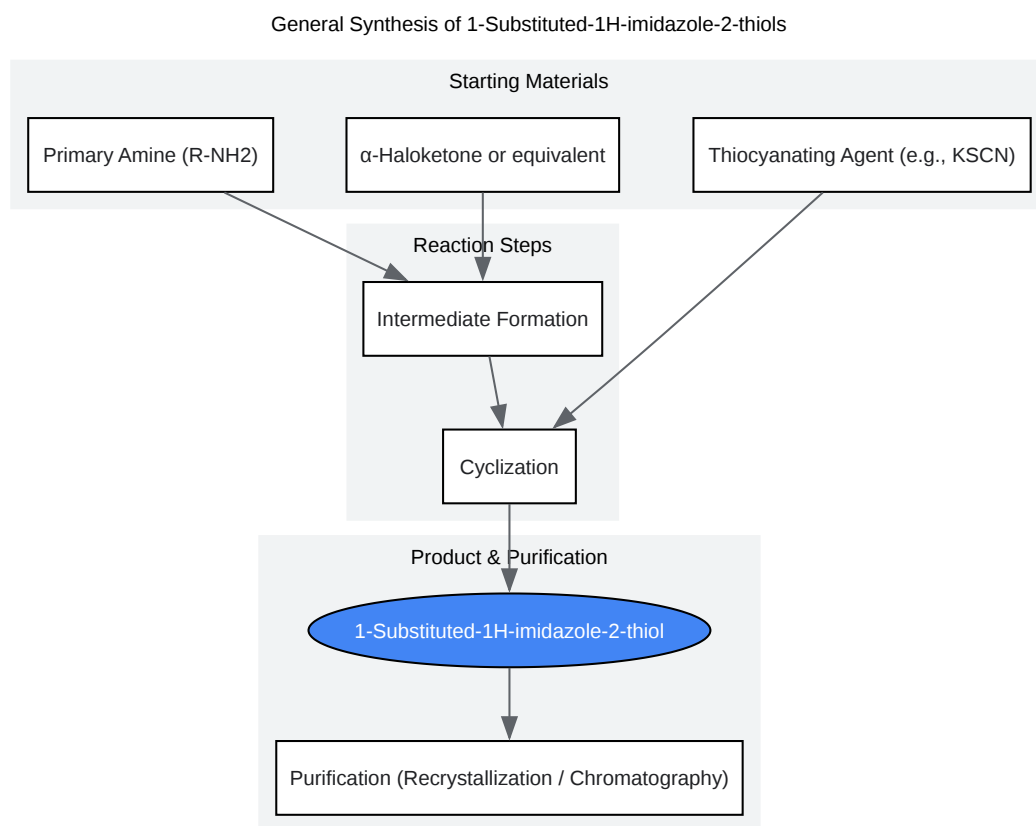 General Synthesis of 1-Substituted-1H-imidazole-2-thiols
Starting Materials
Primary Amine (R-NH2)
α-Haloketone or equivalent
Thiocyanating Agent (e.g., KSCN)
Reaction Steps
Intermediate Formation
Cyclization
Product & Purification
1-Substituted-1H-imidazole-2-thiol
Purification (Recrystallization / Chromatography)